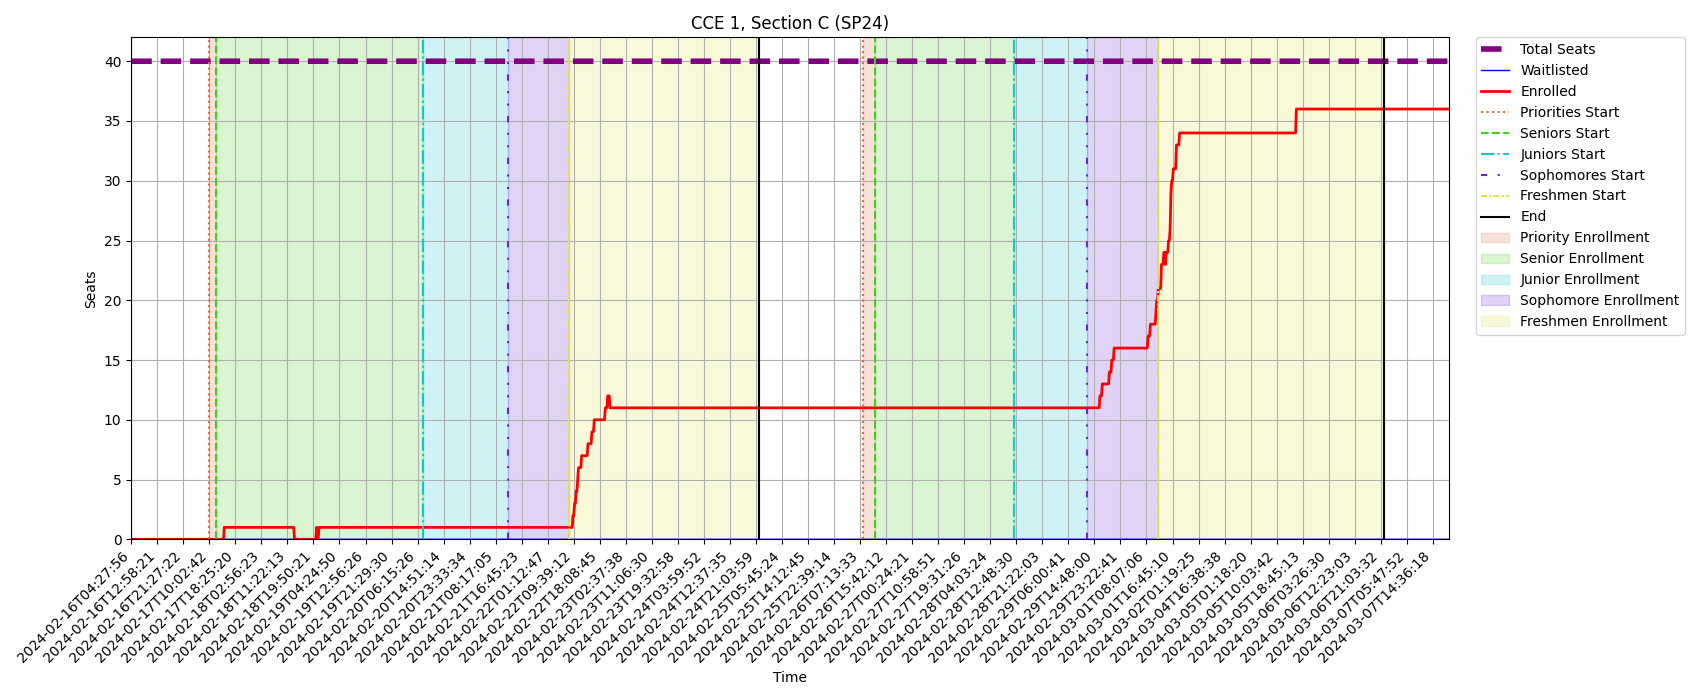 CCE 1, Section C (SP24)
Seats
40
35
30
25
20
15
10
5
0
2024-02-16T04:27:56
2024-02-16T12:58:21
2024-02-16T21:27:22
2024-02-17T10:02:42
2024-02-17T18:25:20
2024-02-18T02:56:23
2024-02-18T11:22:13
2024-02-18T19:50:21
2024-02-19T04:24:50
2024-02-19T12:56:26
2024-02-19T21:29:30
2024-02-20T06:15:26
2024-02-20T14:51:14
2024-02-20T23:33:34
2024-02-21T08:17:05
2024-02-21T16:45:23
2024-02-22T01:12:47
2024-02-22T09:39:12
2024-02-22T18:08:45
2024-02-23T02:37:38
2024-02-23T11:06:30
2024-02-23T19:32:58
2024-02-24T03:59:52
2024-02-24T12:37:35
2024-02-24T21:03:59
2024-02-25T05:45:24
2024-02-25T14:12:45
2024-02-25T22:39:14
2024-02-26T07:13:33
2024-02-26T15:42:12
2024-02-27T00:24:21
2024-02-27T10:58:51
2024-02-27T19:31:26
2024-02-28T04:03:24
2024-02-28T12:48:30
2024-02-28T21:22:03
2024-02-29T06:00:41
2024-02-29T14:48:00
2024-02-29T23:22:41
2024-03-01T08:07:06
2024-03-01T16:45:10
2024-03-02T01:19:25
2024-03-04T16:38:38
2024-03-05T01:18:20
2024-03-05T10:03:42
2024-03-05T18:45:13
2024-03-06T03:26:30
2024-03-06T12:23:03
2024-03-06T21:03:32
2024-03-07T05:47:52
2024-03-07T14:36:18
Time
Total Seats
Waitlisted
Enrolled
Priorities Start
Seniors Start
Juniors Start
Sophomores Start
Freshmen Start
End
Priority Enrollment
Senior Enrollment
Junior Enrollment
Sophomore Enrollment
Freshmen Enrollment